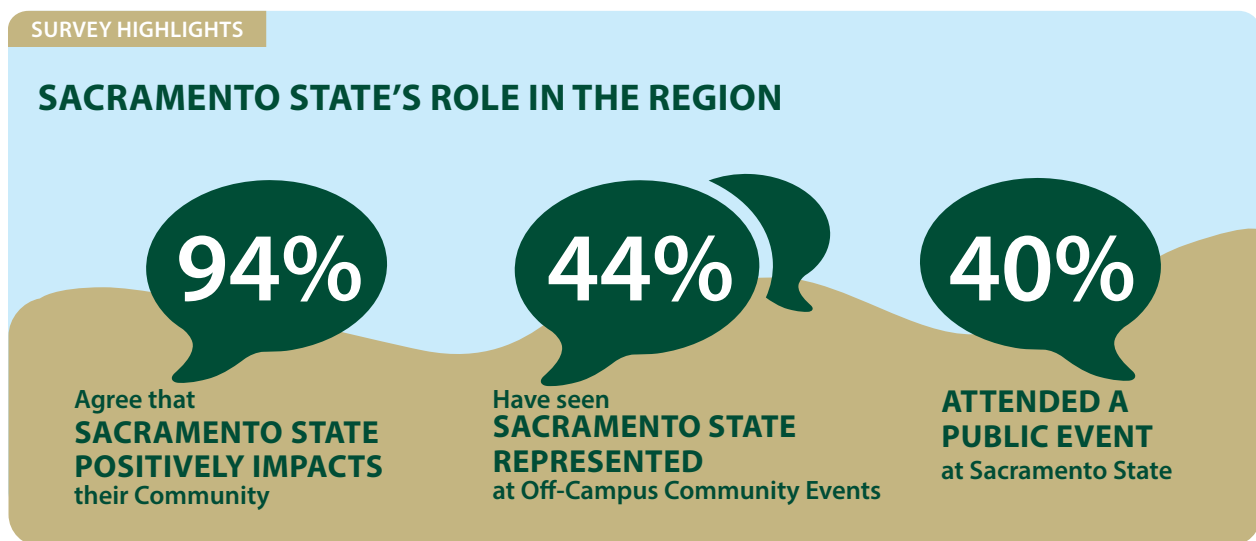 SURVEY HIGHLIGHTS
SACRAMENTO STATE’S ROLE IN THE REGION
94%
Agree that
SACRAMENTO STATE
POSITIVELY IMPACTS
their Community
44%
Have seen
SACRAMENTO STATE
REPRESENTED
at Off-Campus Community Events
40%
ATTENDED A
PUBLIC EVENT
at Sacramento State